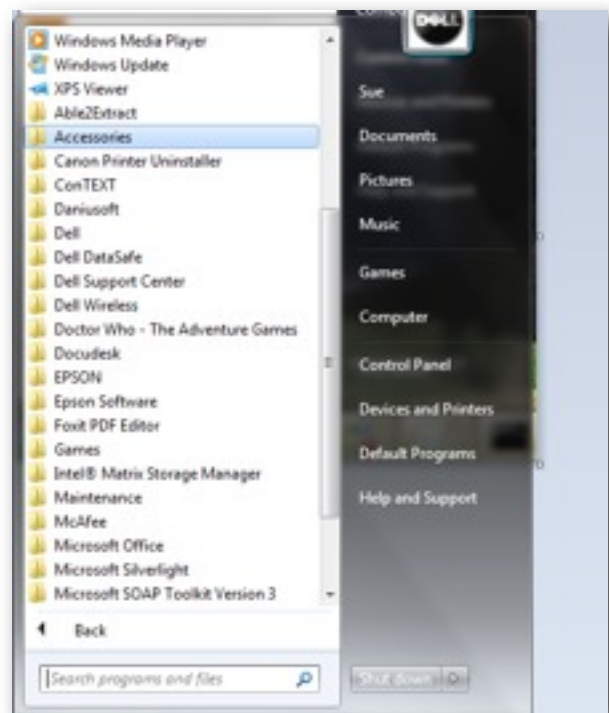 Windows Media Player
Windows Update
XPS Viewer
Able2Extract
Accessories
Canon Printer Uninstaller
ConTEXT
Daniusoft
Dell
Dell DataSafe
Dell Support Center
Dell Wireless
Doctor Who - The Adventure Games
Docudesk
EPSON
Epson Software
Foxit PDF Editor
Games
Intel® Matrix Storage Manager
Maintenance
McAfee
Microsoft Office
Microsoft Silverlight
Microsoft SOAP Toolkit Version 3
Back
Search programs and files
DELL
Sue
Documents
Pictures
Music
Games
Computer
Control Panel
Devices and Printers
Default Programs
Help and Support
Shut down